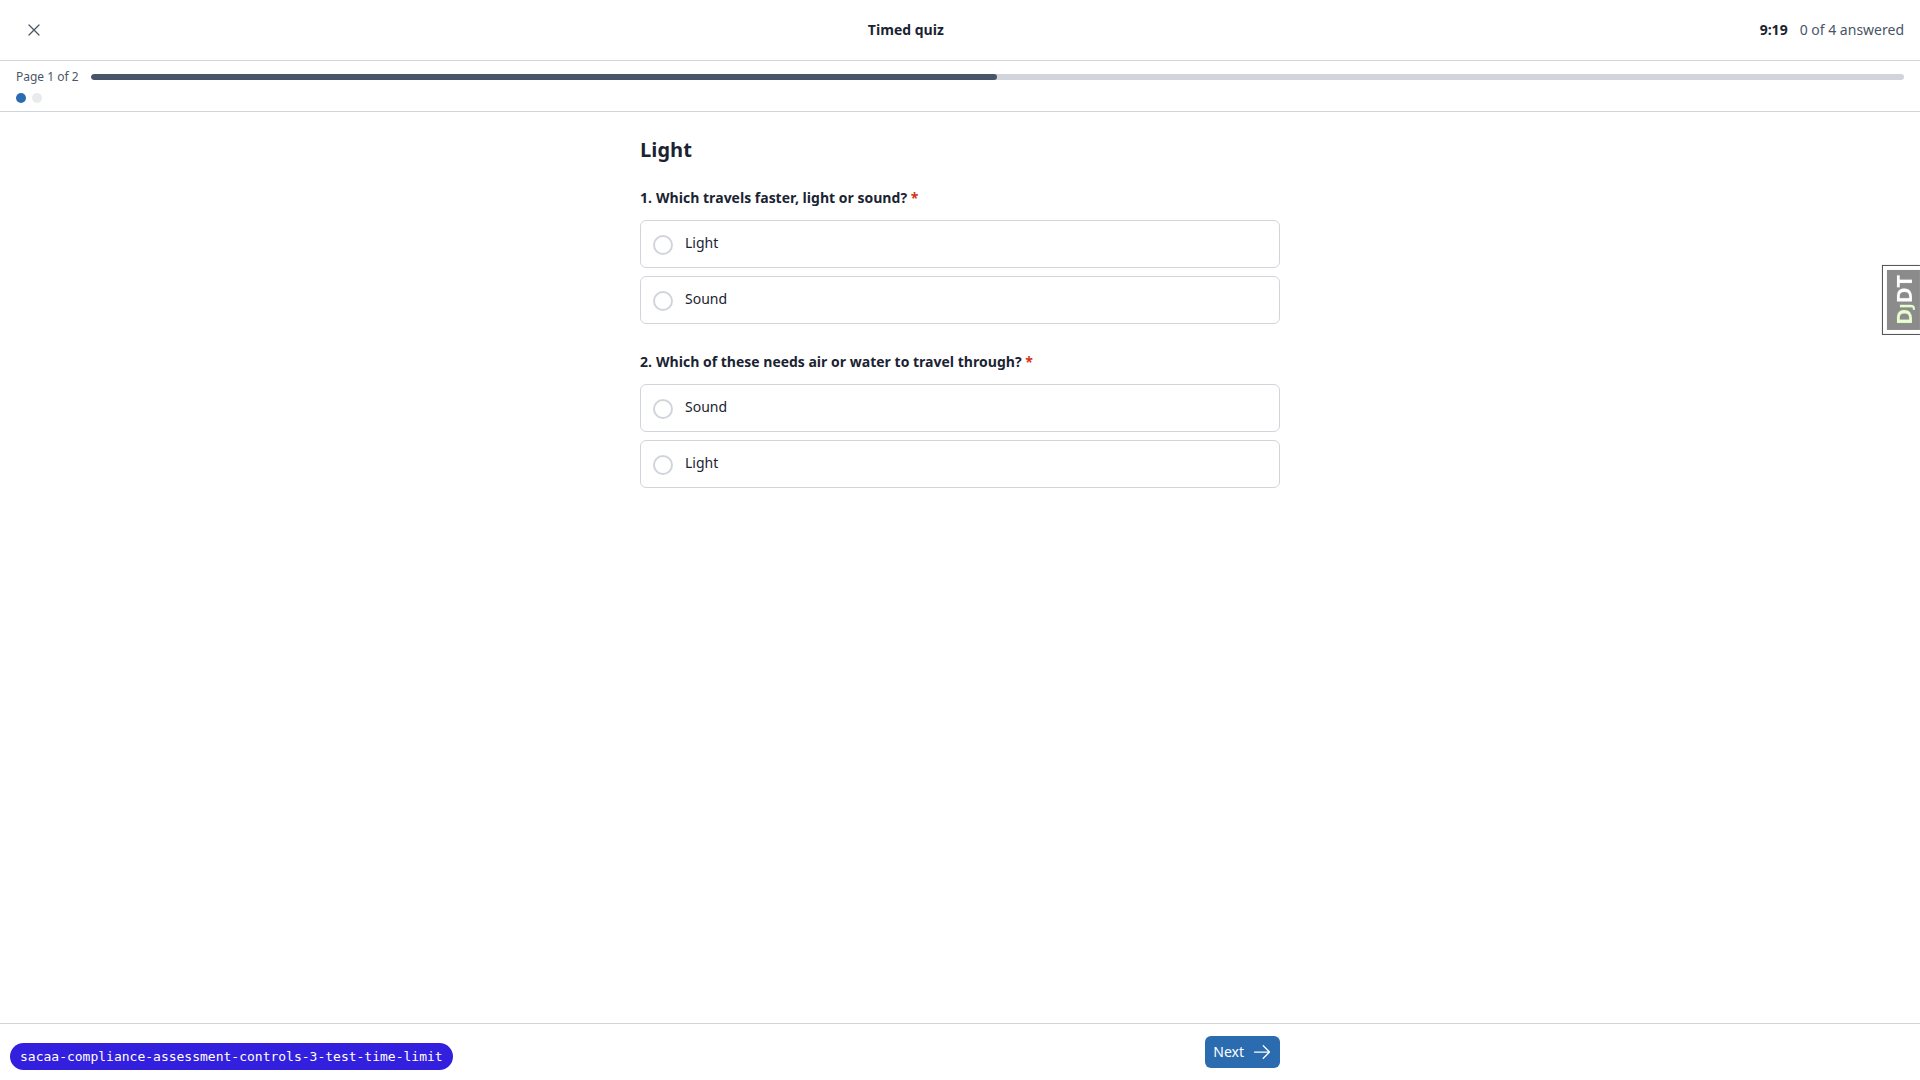 Timed quiz
9:19 0 of 4 answered
Page 1 of 2
Light
1. Which travels faster, light or sound? *
Light
Sound
2. Which of these needs air or water to travel through? *
Sound
Light
DJDT
sacaa-compliance-assessment-controls-3-test-time-limit
Next